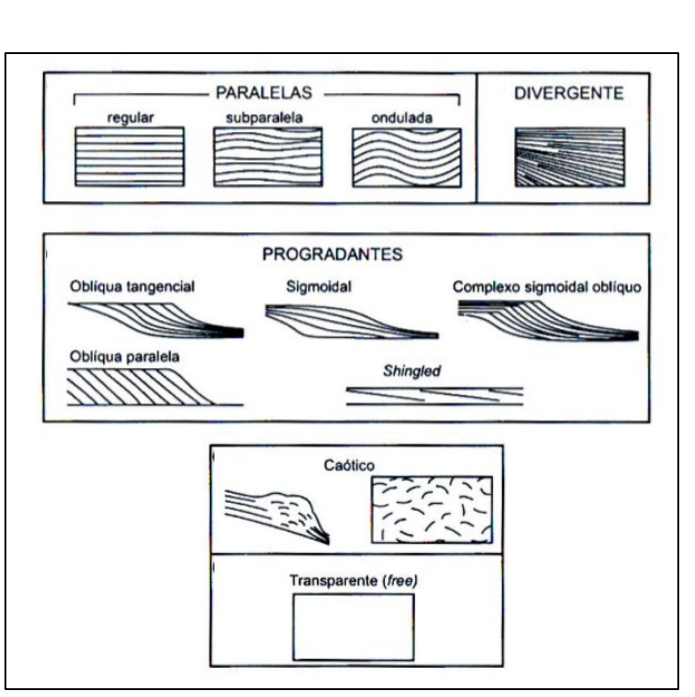 PARALELAS
regular subparalela ondulada
DIVERGENTE
PROGRADANTES
Oblíqua tangencial Sigmoidal Complexo sigmoidal oblíquo
Oblíqua paralela Shingled
Caótico
Transparente (free)